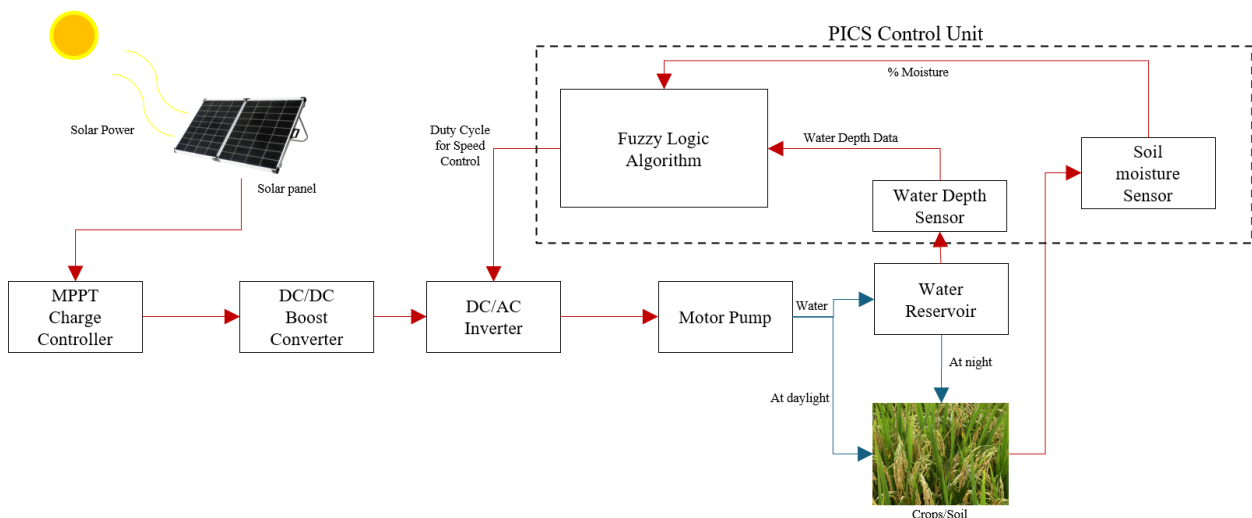 PICS Control Unit
% Moisture
Solar Power
Solar panel
Duty Cycle
for Speed
Control
Fuzzy Logic
Algorithm
Water Depth Data
Soil
moisture
Sensor
Water Depth
Sensor
MPPT
Charge
Controller
DC/DC
Boost
Converter
DC/AC
Inverter
Motor Pump
Water
Water
Reservoir
At night
At daylight
Crops/Soil